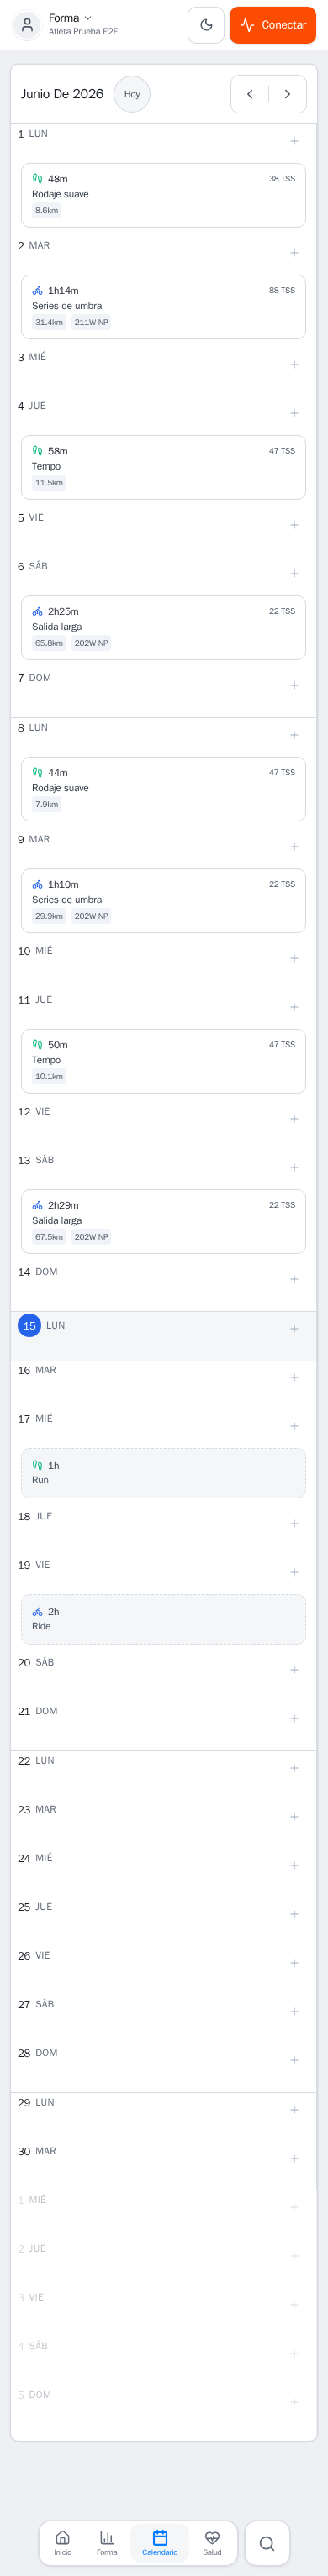 Forma
Atleta Prueba E2E
Conectar
Junio De 2026
Hoy
1 LUN
48m 38 TSS
Rodaje suave
8.6km
2 MAR
1h14m 88 TSS
Series de umbral
31.4km 211W NP
3 MIÉ
4 JUE
58m 47 TSS
Tempo
11.5km
5 VIE
6 SÁB
2h25m 22 TSS
Salida larga
65.8km 202W NP
7 DOM
8 LUN
44m 47 TSS
Rodaje suave
7.9km
9 MAR
1h10m 22 TSS
Series de umbral
29.9km 202W NP
10 MIÉ
11 JUE
50m 47 TSS
Tempo
10.1km
12 VIE
13 SÁB
2h29m 22 TSS
Salida larga
67.5km 202W NP
14 DOM
15 LUN
16 MAR
17 MIÉ
1h
Run
18 JUE
19 VIE
2h
Ride
20 SÁB
21 DOM
22 LUN
23 MAR
24 MIÉ
25 JUE
26 VIE
27 SÁB
28 DOM
29 LUN
30 MAR
1 MIÉ
2 JUE
3 VIE
4 SÁB
5 DOM
Inicio Forma Calendario Salud